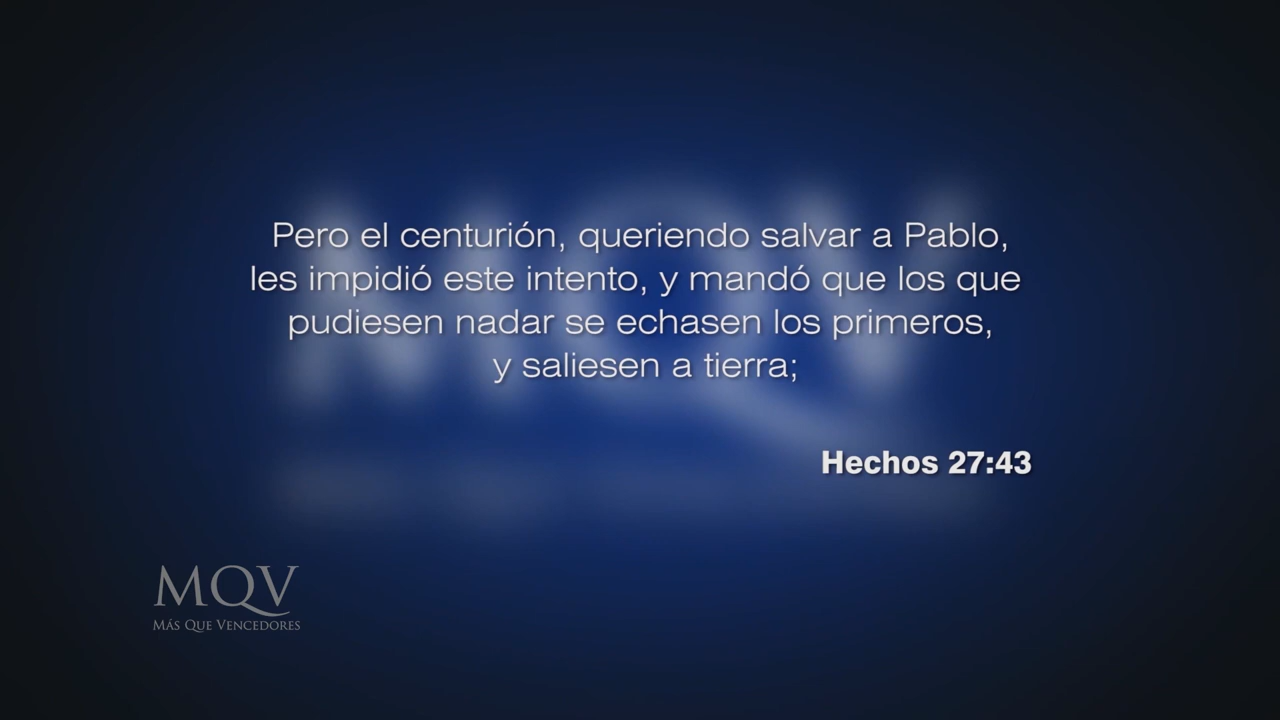 Pero el centurión, queriendo salvar a Pablo,
les impidió este intento, y mandó que los que
pudiesen nadar se echasen los primeros,
y saliesen a tierra;
Hechos 27:43
MQV
MÁS QUE VENCEDORES